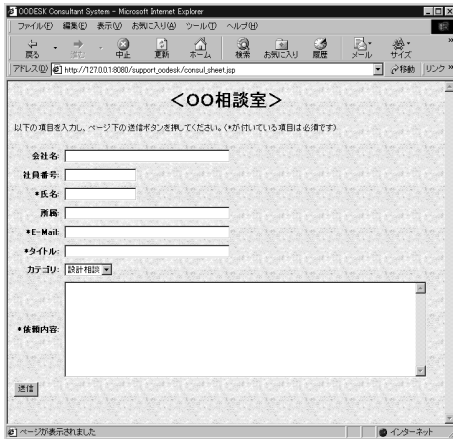 OODESK Consultant System - Microsoft Internet Explorer
ファイル(F) 編集(E) 表示(V) お気に入り(A) ツール(T) ヘルプ(H)
戻る 中止 更新 ホーム 検索 お気に入り 履歴 メール サイズ »
アドレス(D) http://127.0.0.1:8080/support_oodesk/consul_sheet.jsp 移動 リンク »
＜OO相談室＞
以下の項目を入力し、ページ下の送信ボタンを押してください。(*が付いている項目は必須です)
会社名:
社員番号:
*氏名:
所属:
*E-Mail:
*タイトル:
カテゴリ: 設計相談
*依頼内容:
送信
ページが表示されました インターネット